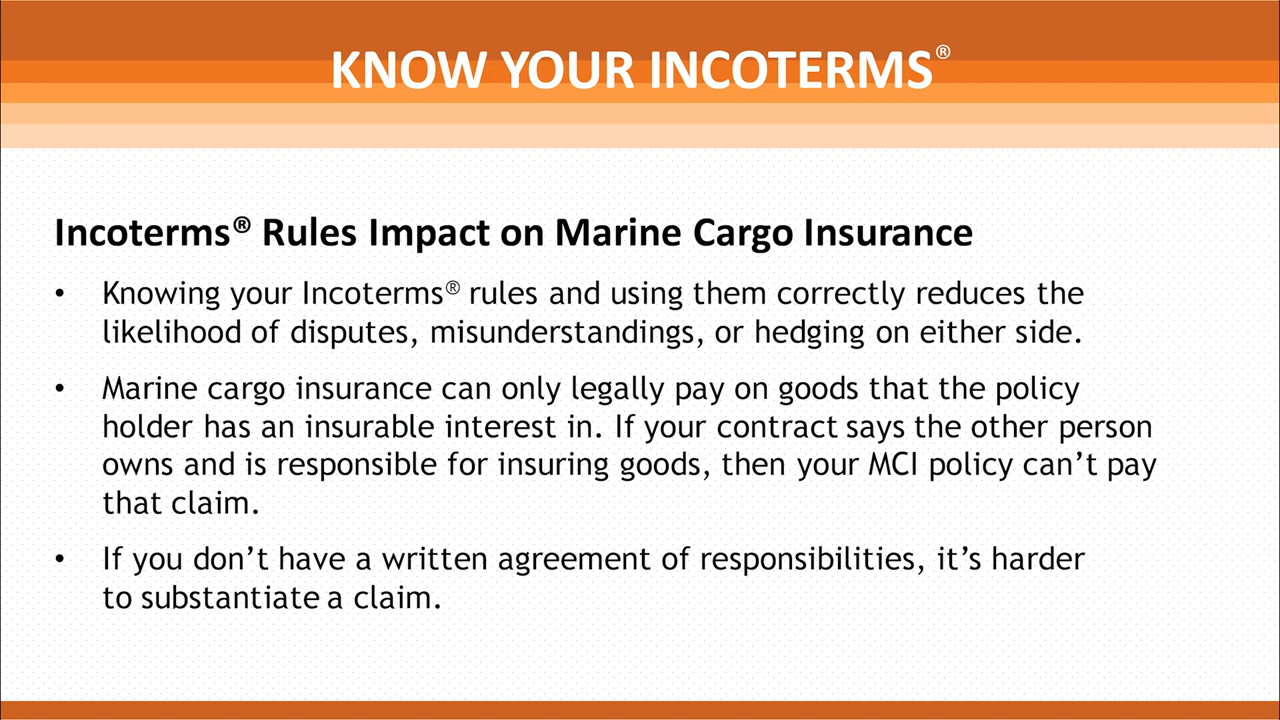 KNOW YOUR INCOTERMS®
Incoterms® Rules Impact on Marine Cargo Insurance
• Knowing your Incoterms® rules and using them correctly reduces the
likelihood of disputes, misunderstandings, or hedging on either side.
• Marine cargo insurance can only legally pay on goods that the policy
holder has an insurable interest in. If your contract says the other person
owns and is responsible for insuring goods, then your MCI policy can’t pay
that claim.
• If you don’t have a written agreement of responsibilities, it’s harder
to substantiate a claim.